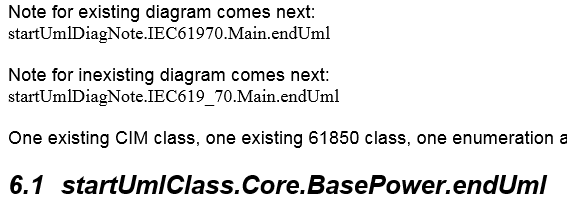 Note for existing diagram comes next:
startUmlDiagNote.IEC61970.Main.endUml
Note for inexisting diagram comes next:
startUmlDiagNote.IEC619_70.Main.endUml
One existing CIM class, one existing 61850 class, one enumeration a
6.1 startUmlClass.Core.BasePower.endUml